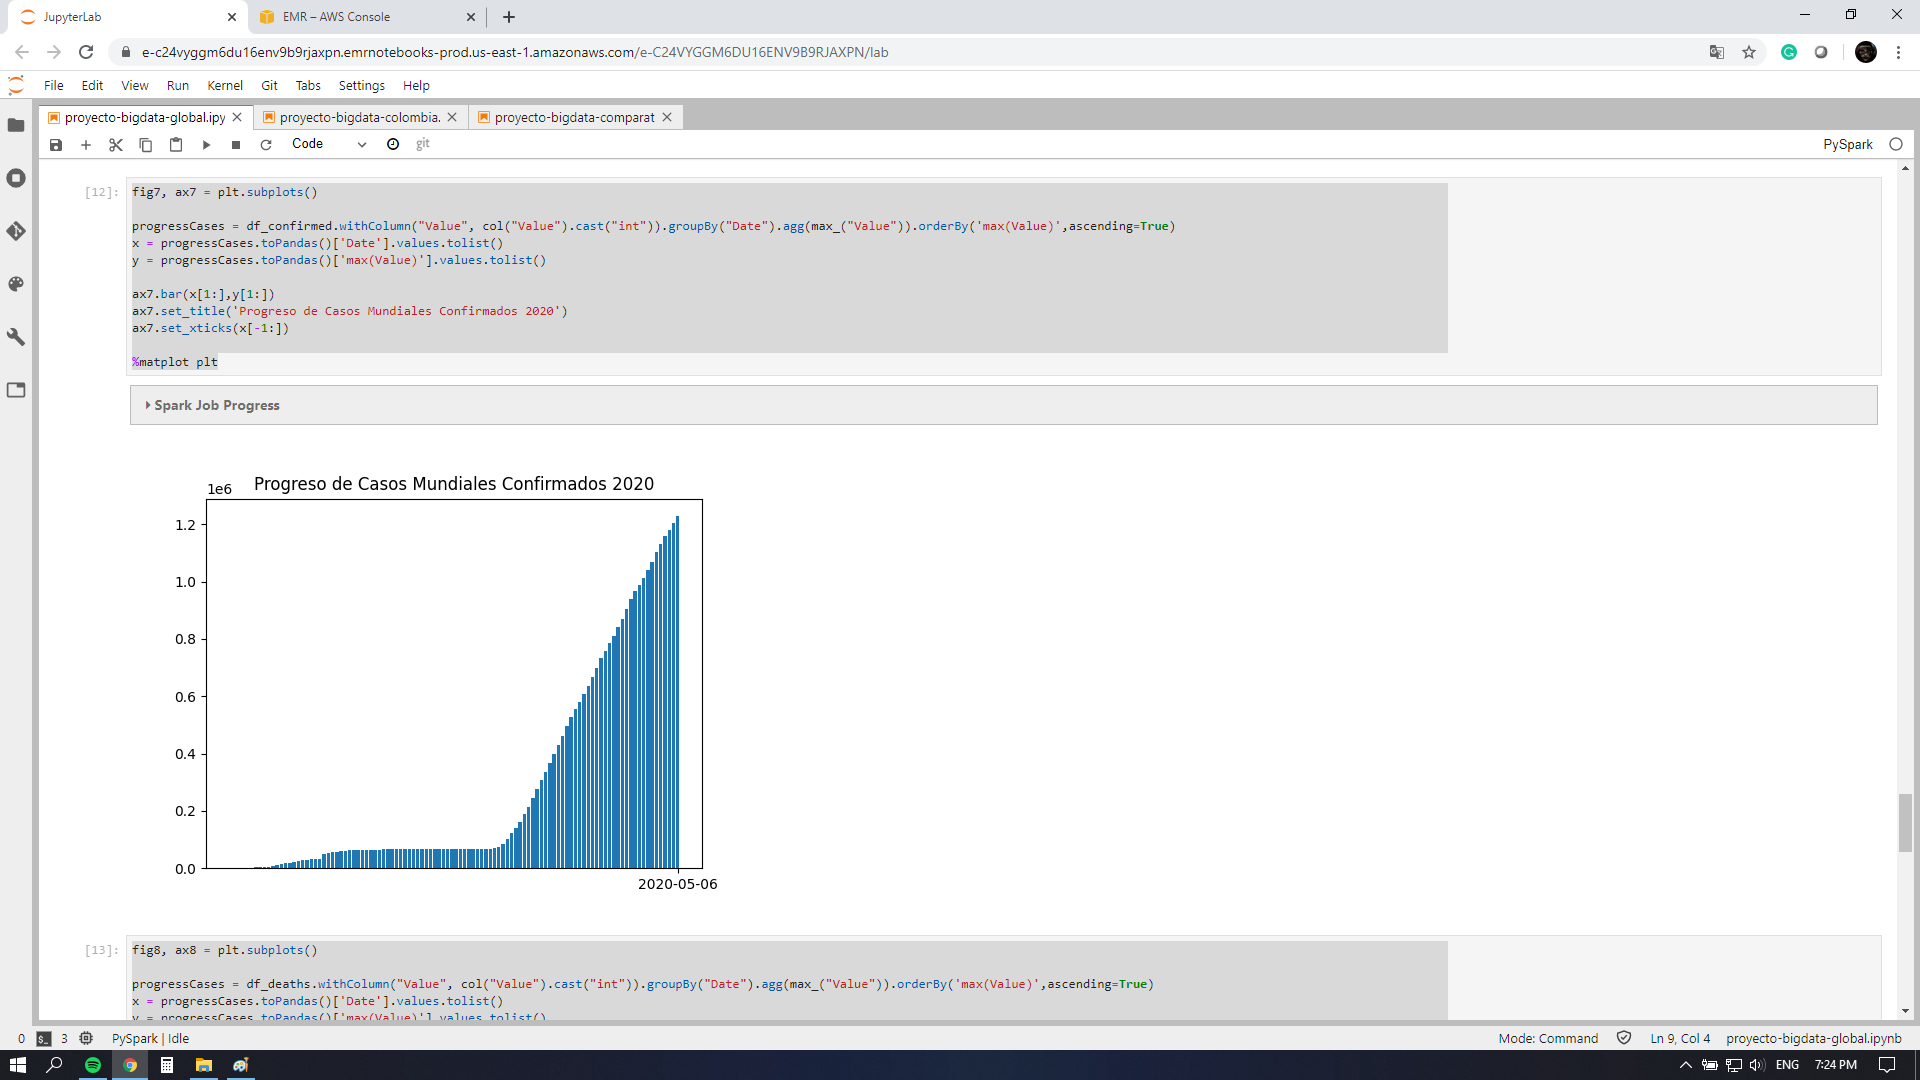 JupyterLab
EMR – AWS Console
e-c24vyggm6du16env9b9rjaxpn.emrnotebooks-prod.us-east-1.amazonaws.com/e-C24VYGGM6DU16ENV9B9RJAXPN/lab
File Edit View Run Kernel Git Tabs Settings Help
proyecto-bigdata-global.ipy
proyecto-bigdata-colombia.
proyecto-bigdata-comparat
Code git PySpark
[12]:
fig7, ax7 = plt.subplots()
progressCases = df_confirmed.withColumn("Value", col("Value").cast("int")).groupBy("Date").agg(max_("Value")).orderBy('max(Value)',ascending=True)
x = progressCases.toPandas()['Date'].values.tolist()
y = progressCases.toPandas()['max(Value)'].values.tolist()
ax7.bar(x[1:],y[1:])
ax7.set_title('Progreso de Casos Mundiales Confirmados 2020')
ax7.set_xticks(x[-1:])
%matplot plt
Spark Job Progress
1e6 Progreso de Casos Mundiales Confirmados 2020
1.2
1.0
0.8
0.6
0.4
0.2
0.0
2020-05-06
[13]:
fig8, ax8 = plt.subplots()
progressCases = df_deaths.withColumn("Value", col("Value").cast("int")).groupBy("Date").agg(max_("Value")).orderBy('max(Value)',ascending=True)
x = progressCases.toPandas()['Date'].values.tolist()
y = progressCases.toPandas()['max(Value)'].values.tolist()
0 $_ 3 PySpark | Idle Mode: Command Ln 9, Col 4 proyecto-bigdata-global.ipynb
ENG 7:24 PM